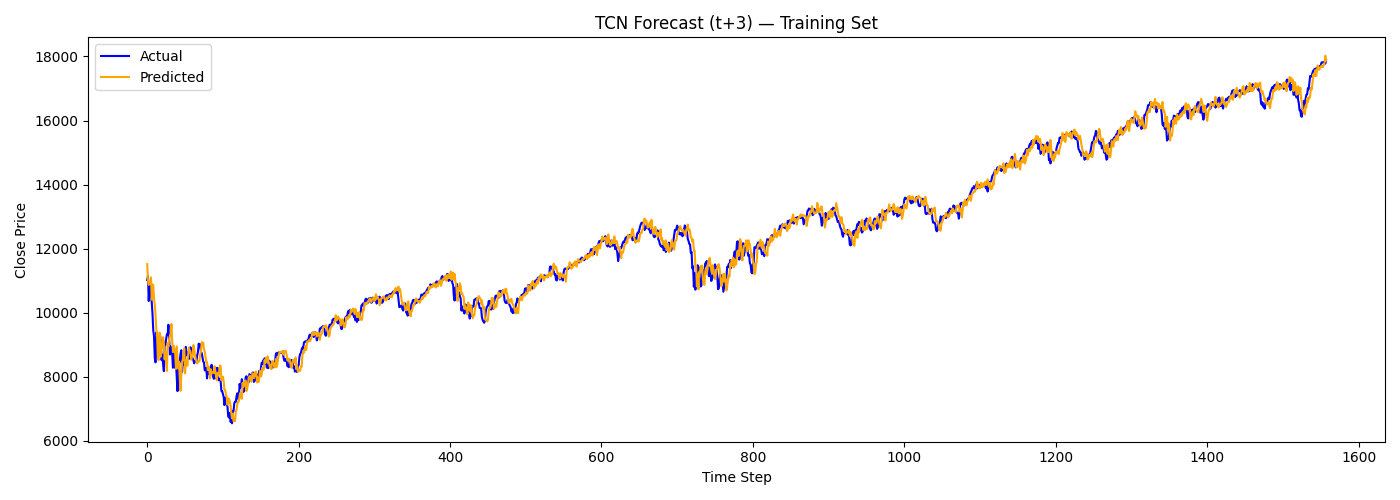 TCN Forecast (t+3) — Training Set
Actual
Predicted
Close Price
18000
16000
14000
12000
10000
8000
6000
0 200 400 600 800 1000 1200 1400 1600
Time Step